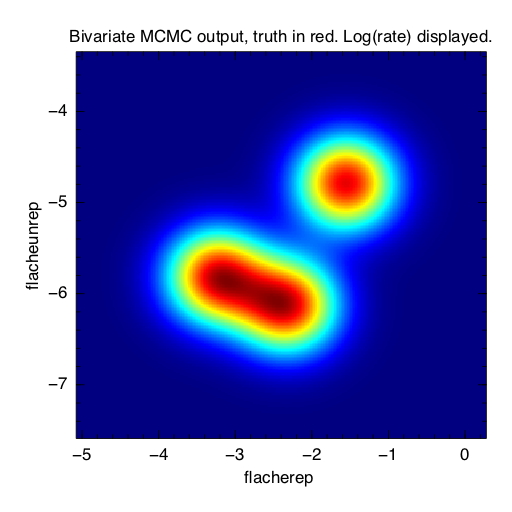 Bivariate MCMC output, truth in red. Log(rate) displayed.
−4
−5
−6
−7
flacheunrep
−5 −4 −3 −2 −1 0
flacherep